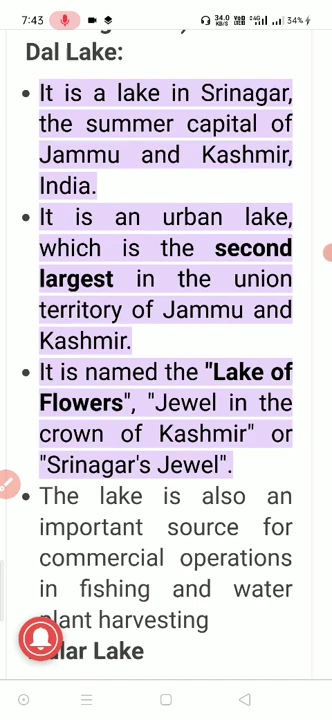 7:43 34.0 KB/S 34%
Dal Lake:
• It is a lake in Srinagar,
the summer capital of
Jammu and Kashmir,
India.
• It is an urban lake,
which is the second
largest in the union
territory of Jammu and
Kashmir.
• It is named the "Lake of
Flowers", "Jewel in the
crown of Kashmir" or
"Srinagar's Jewel".
• The lake is also an
important source for
commercial operations
in fishing and water
plant harvesting
ular Lake